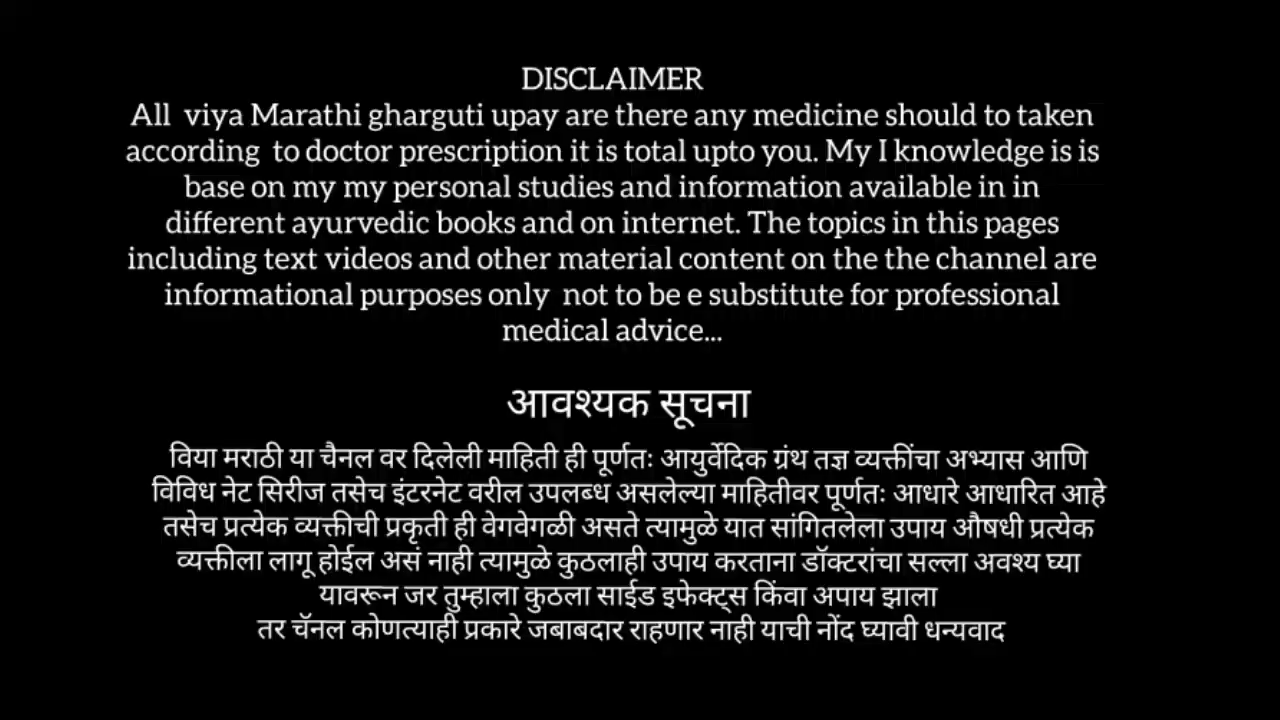 DISCLAIMER
All viya Marathi gharguti upay are there any medicine should to taken
according to doctor prescription it is total upto you. My I knowledge is is
base on my my personal studies and information available in in
different ayurvedic books and on internet. The topics in this pages
including text videos and other material content on the the channel are
informational purposes only not to be e substitute for professional
medical advice...
आवश्यक सूचना
विया मराठी या चैनल वर दिलेली माहिती ही पूर्णतः आयुर्वेदिक ग्रंथ तज्ञ व्यक्तींचा अभ्यास आणि
विविध नेट सिरीज तसेच इंटरनेट वरील उपलब्ध असलेल्या माहितीवर पूर्णतः आधारे आधारित आहे
तसेच प्रत्येक व्यक्तीची प्रकृती ही वेगवेगळी असते त्यामुळे यात सांगितलेला उपाय औषधी प्रत्येक
व्यक्तीला लागू होईल असं नाही त्यामुळे कुठलाही उपाय करताना डॉक्टरांचा सल्ला अवश्य घ्या
यावरून जर तुम्हाला कुठला साईड इफेक्ट्स किंवा अपाय झाला
तर चॅनल कोणत्याही प्रकारे जबाबदार राहणार नाही याची नोंद घ्यावी धन्यवाद